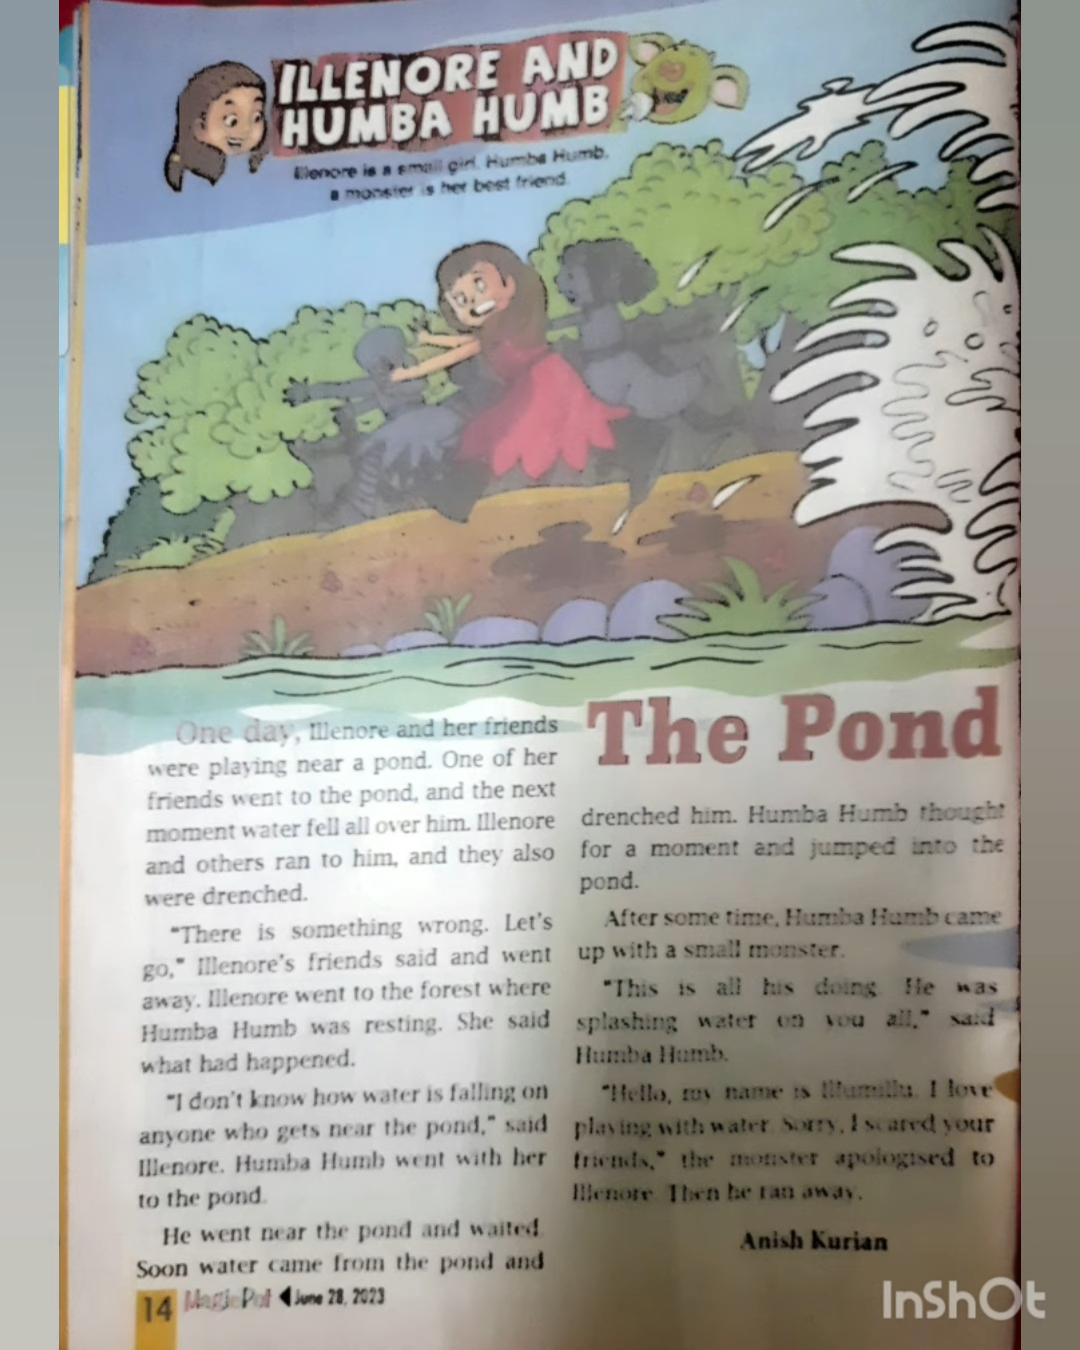 ILLENORE AND
HUMBA HUMB
Illenore is a small girl. Humba Humb,
a monster is her best friend.
The Pond
One day, Illenore and her friends
were playing near a pond. One of her
friends went to the pond, and the next
moment water fell all over him. Illenore
and others ran to him, and they also
were drenched.
"There is something wrong. Let's
go," Illenore's friends said and went
away. Illenore went to the forest where
Humba Humb was resting. She said
what had happened.
"I don't know how water is falling on
anyone who gets near the pond," said
Illenore. Humba Humb went with her
to the pond.
He went near the pond and waited.
Soon water came from the pond and
drenched him. Humba Humb thought
for a moment and jumped into the
pond.
After some time, Humba Humb came
up with a small monster.
"This is all his doing. He was
splashing water on you all," said
Humba Humb.
"Hello, my name is I love
playing with water. Sorry, I scared your
friends," the monster apologised to
Illenore. Then he ran away.
Anish Kurian
14 Magic Pot June 28, 2023
InShOt